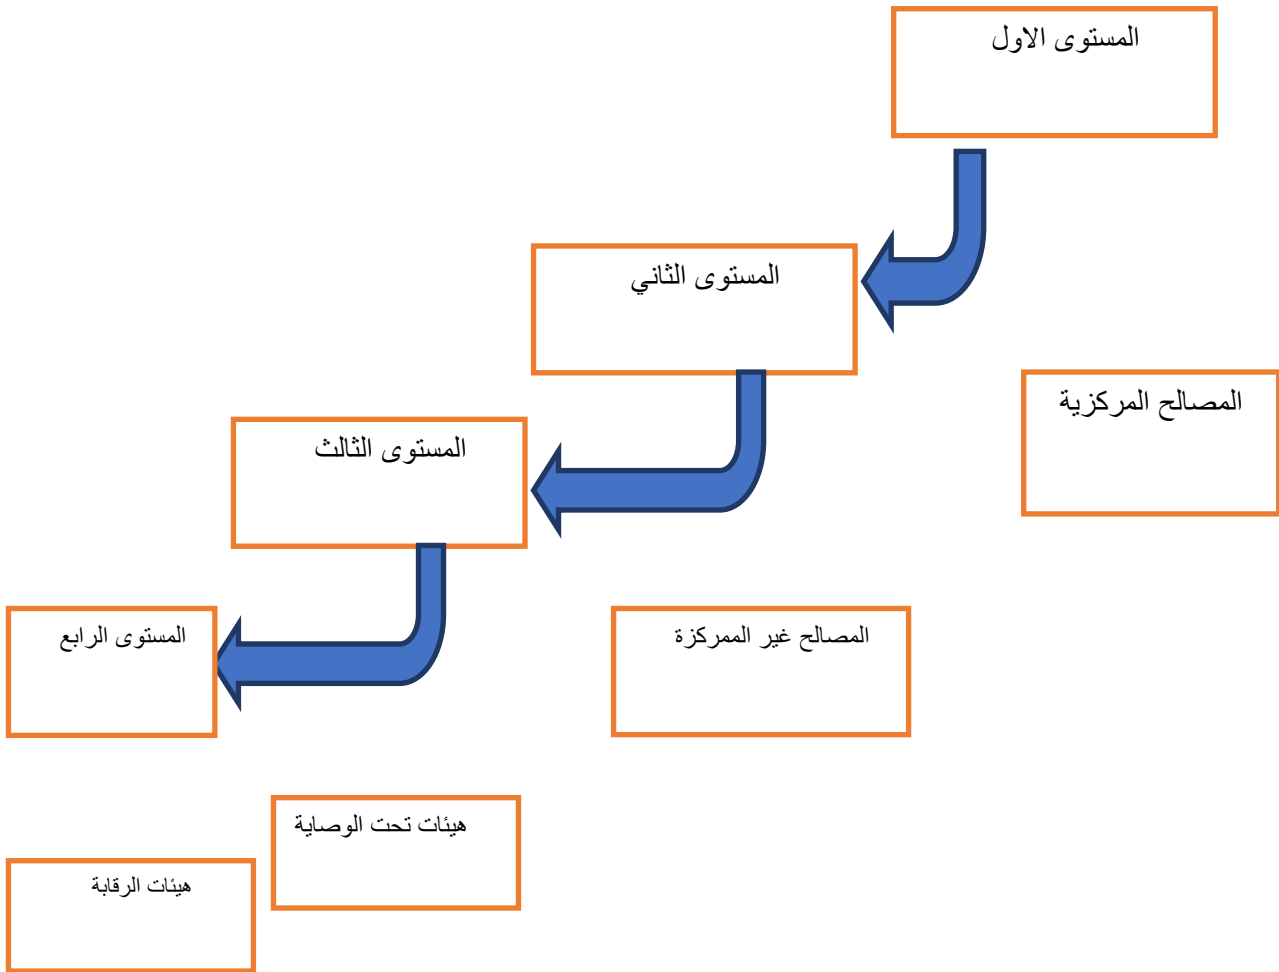 المستوى الاول
المستوى الثاني
المصالح المركزية
المستوى الثالث
المصالح غير الممركزة
المستوى الرابع
هيئات تحت الوصاية
هيئات الرقابة